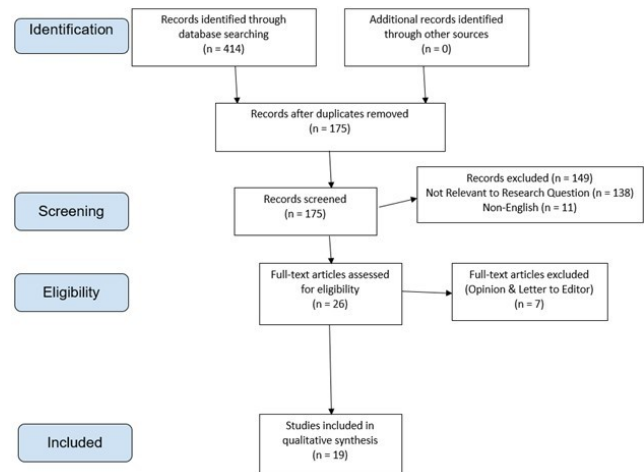 Identification
Records identified through
database searching
(n = 414)
Additional records identified
through other sources
(n = 0)
Records after duplicates removed
(n = 175)
Screening
Records screened
(n = 175)
Records excluded (n = 149)
Not Relevant to Research Question (n = 138)
Non-English (n = 11)
Eligibility
Full-text articles assessed
for eligibility
(n = 26)
Full-text articles excluded
(Opinion & Letter to Editor)
(n = 7)
Included
Studies included in
qualitative synthesis
(n = 19)